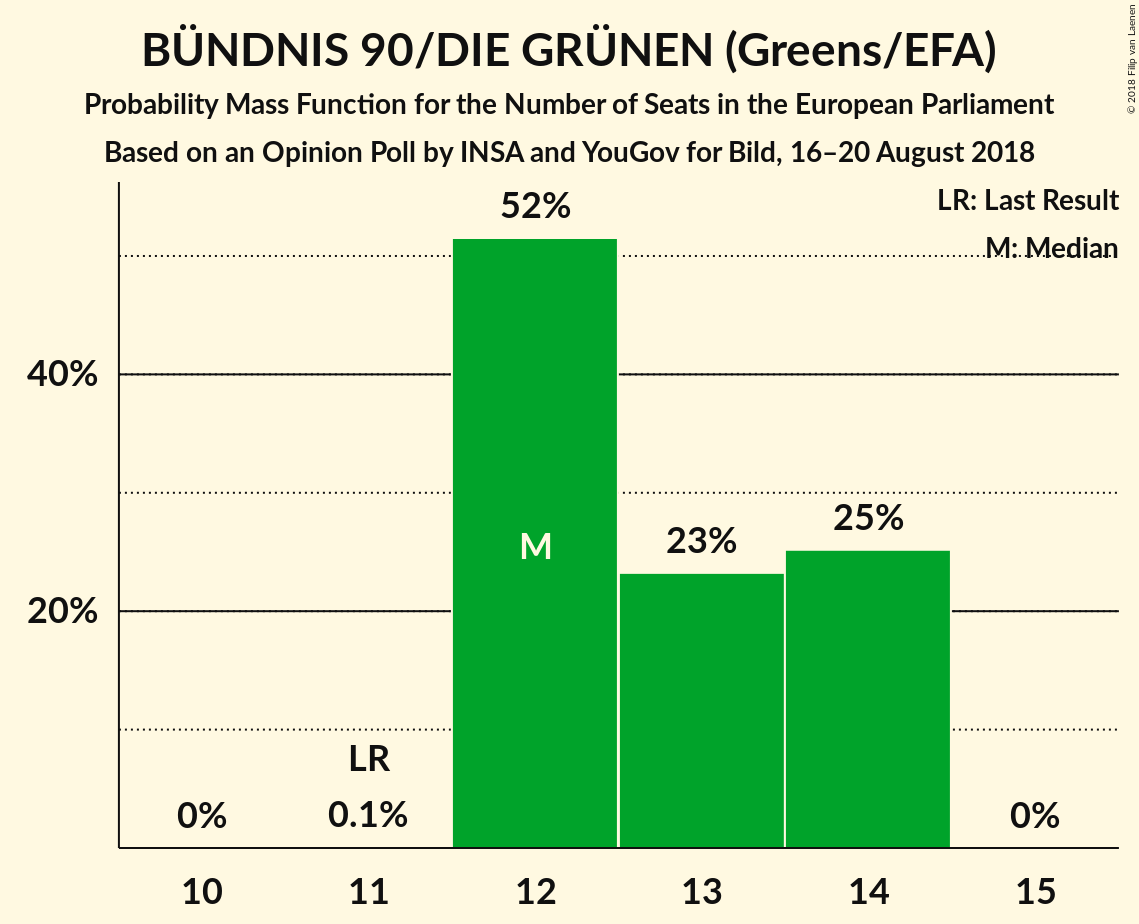 BÜNDNIS 90/DIE GRÜNEN (Greens/EFA)
Probability Mass Function for the Number of Seats in the European Parliament
Based on an Opinion Poll by INSA and YouGov for Bild, 16–20 August 2018
© 2018 Filip van Laenen
LR: Last Result
M: Median
52%
40%
M
23%
25%
20%
LR
0%
0.1%
0%
10 11 12 13 14 15